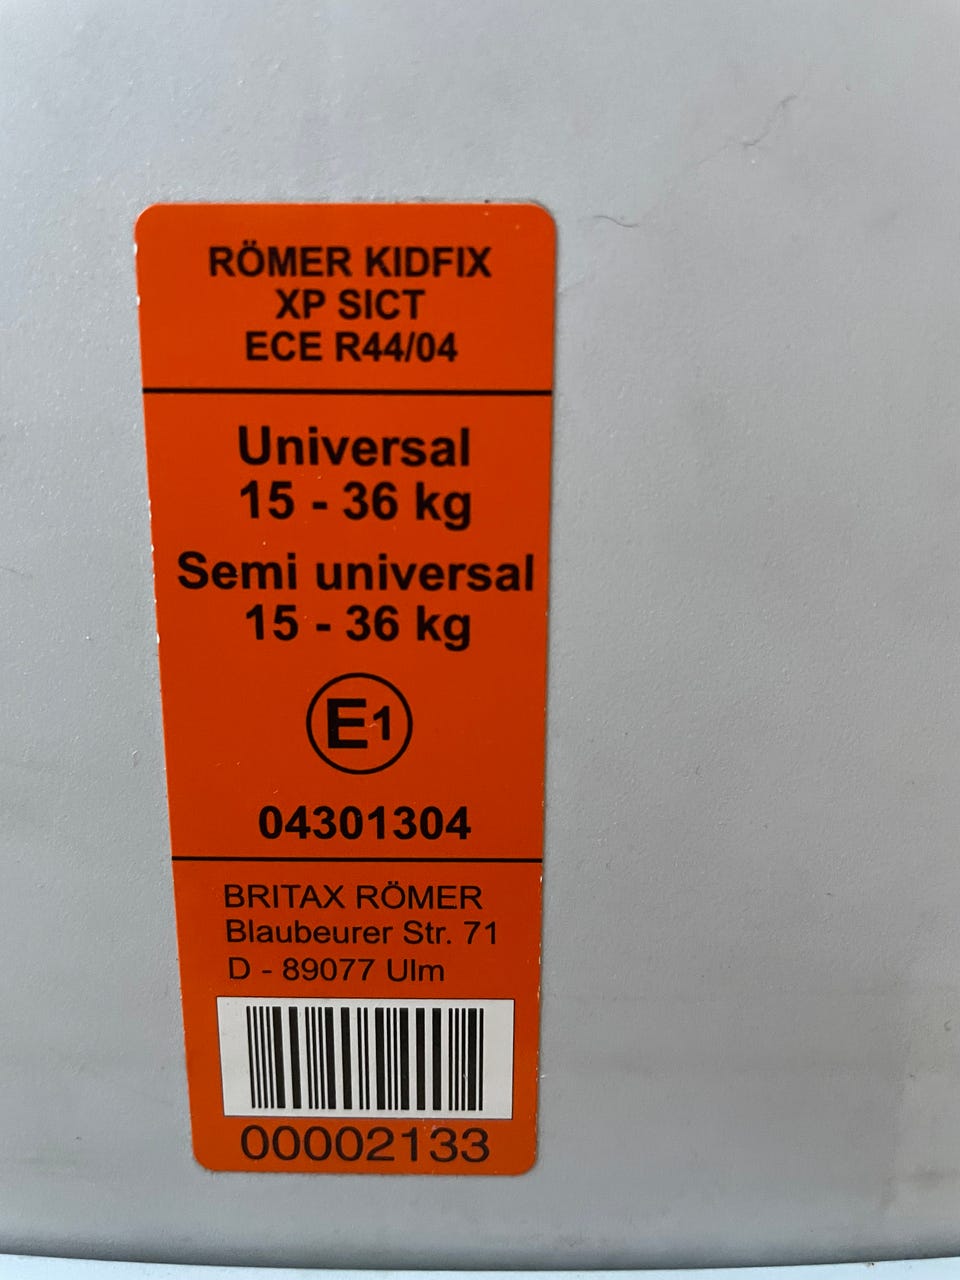 RÖMER KIDFIX
XP SICT
ECE R44/04
Universal
15 - 36 kg
Semi universal
15 - 36 kg
E1
04301304
BRITAX RÖMER
Blaubeurer Str. 71
D - 89077 Ulm
00002133